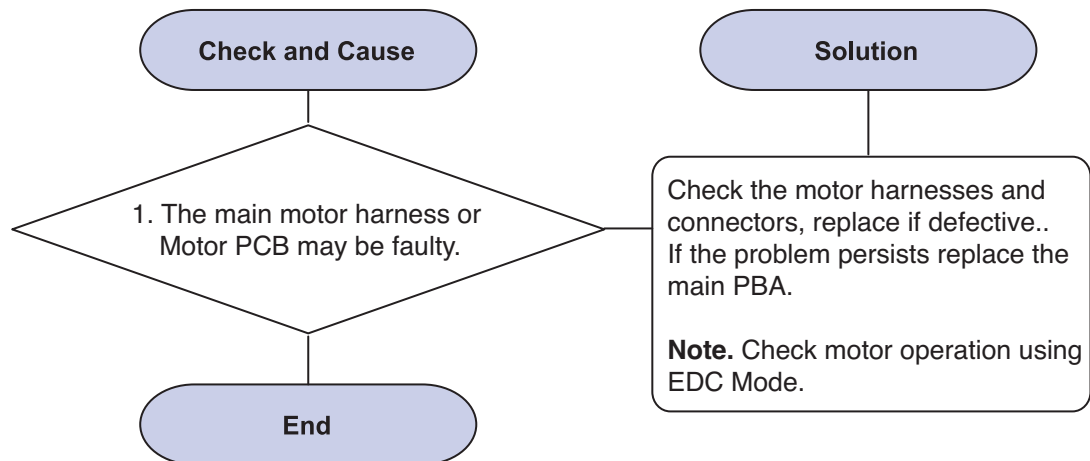 Check and Cause
Solution
1. The main motor harness or
Motor PCB may be faulty.
Check the motor harnesses and
connectors, replace if defective..
If the problem persists replace the
main PBA.
Note. Check motor operation using
EDC Mode.
End